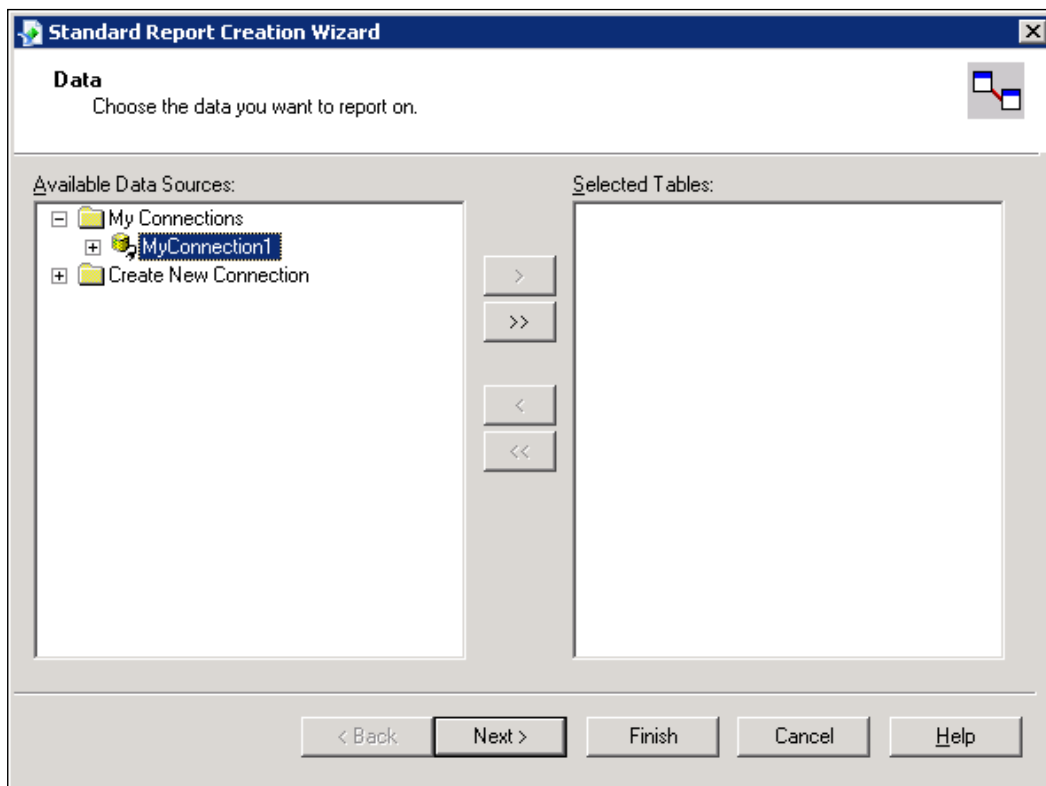 Standard Report Creation Wizard
Data
Choose the data you want to report on.
Available Data Sources:
My Connections
MyConnection1
Create New Connection
Selected Tables:
>
>>
<
<<
< Back
Next >
Finish
Cancel
Help